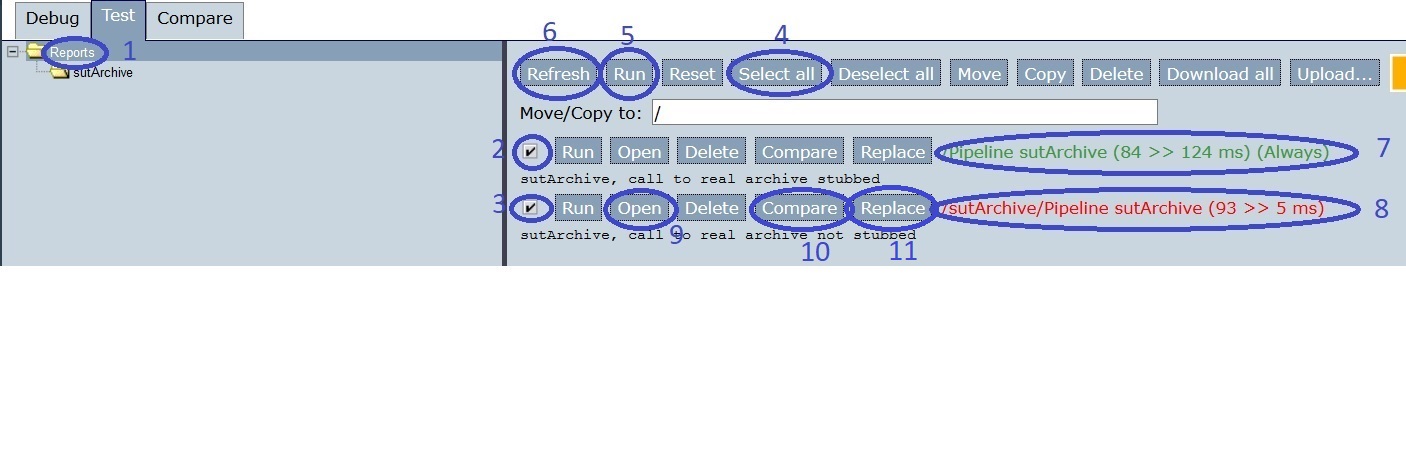 Debug Test Compare
Reports 1
sutArchive
6 5 4
Refresh Run Reset Select all Deselect all Move Copy Delete Download all Upload...
Move/Copy to: /
2 Run Open Delete Compare Replace /Pipeline sutArchive (84 >> 124 ms) (Always) 7
sutArchive, call to real archive stubbed
3 Run Open Delete Compare Replace /sutArchive/Pipeline sutArchive (93 >> 5 ms) 8
sutArchive, call to real archive not stubbed
9 10 11